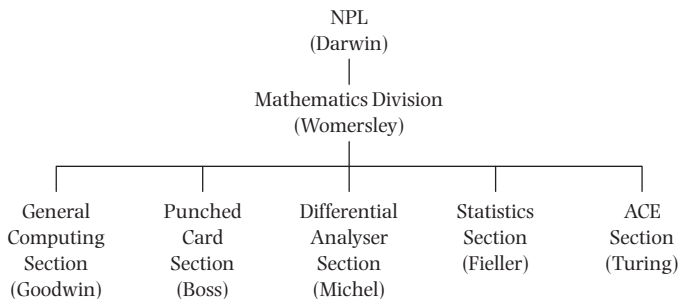 NPL
(Darwin)
Mathematics Division
(Womersley)
General
Computing
Section
(Goodwin)
Punched
Card
Section
(Boss)
Differential
Analyser
Section
(Michel)
Statistics
Section
(Fieller)
ACE
Section
(Turing)